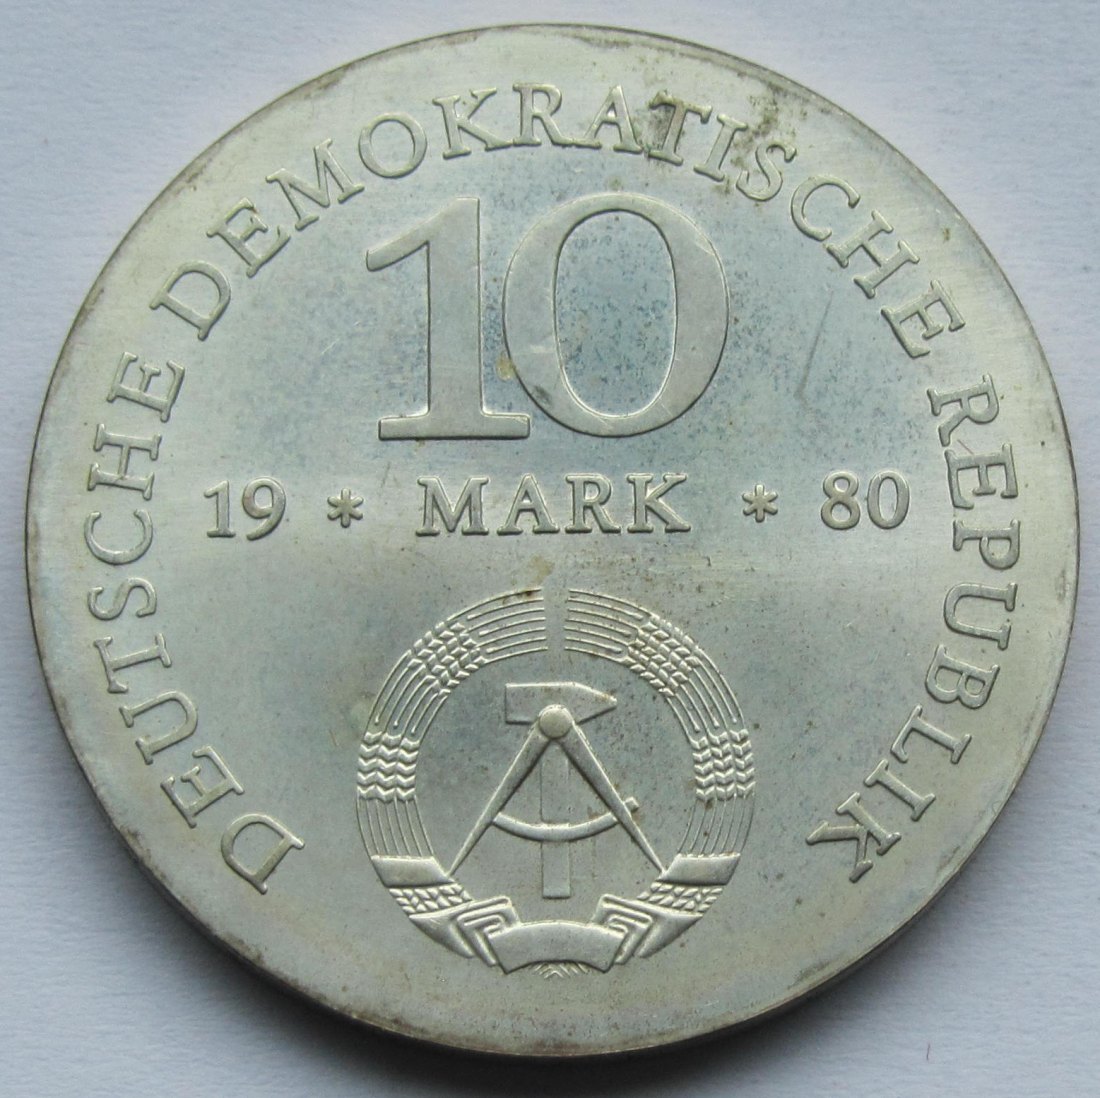 DEUTSCHE DEMOKRATISCHE REPUBLIK
10
19 * MARK * 80